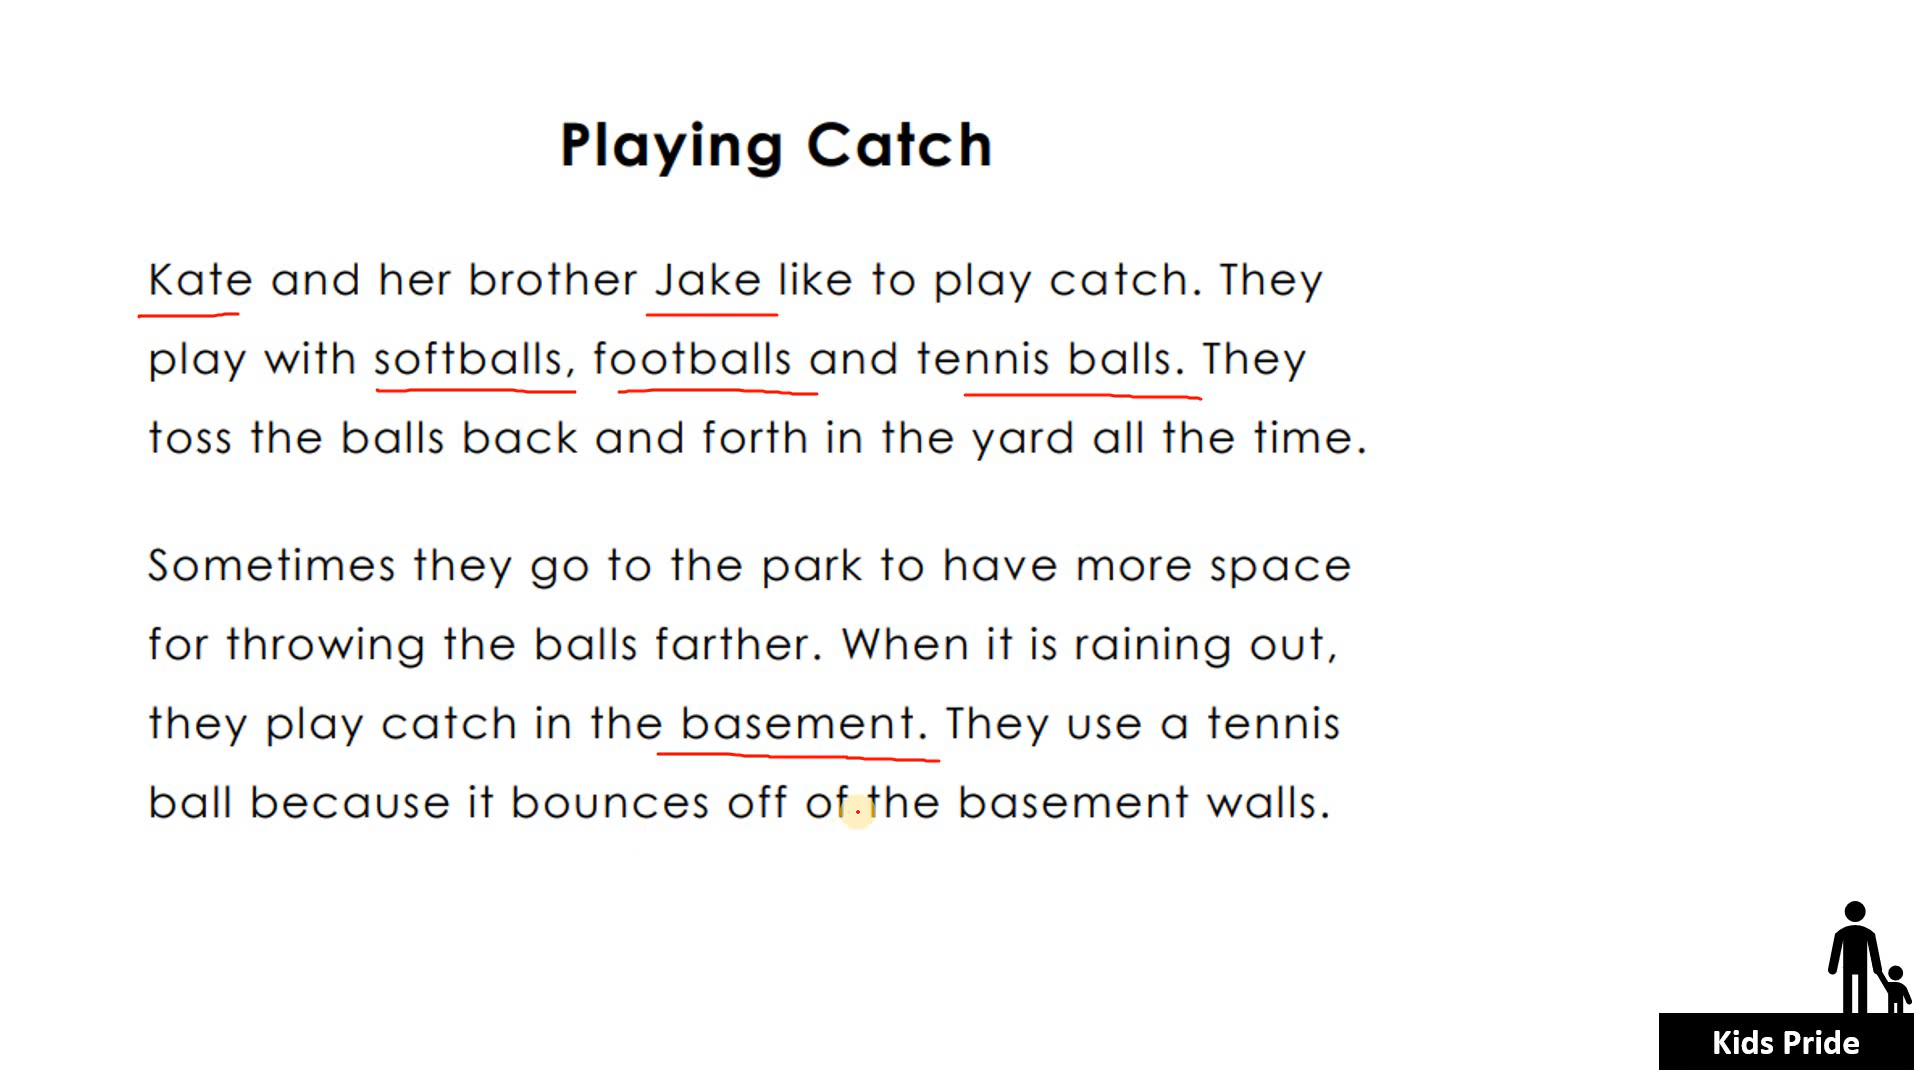 Playing Catch
Kate and her brother Jake like to play catch. They
play with softballs, footballs and tennis balls. They
toss the balls back and forth in the yard all the time.
Sometimes they go to the park to have more space
for throwing the balls farther. When it is raining out,
they play catch in the basement. They use a tennis
ball because it bounces off of the basement walls.
Kids Pride